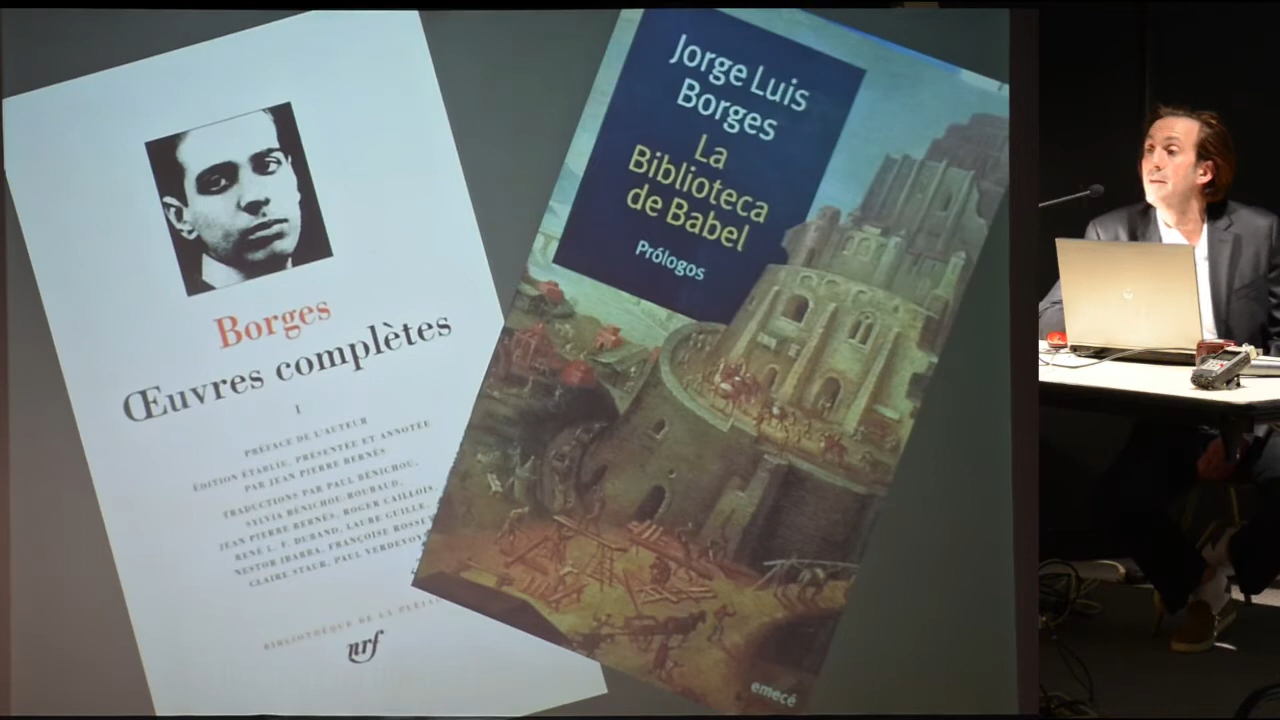 Borges
Œuvres complètes
I
PRÉFACE DE L'AUTEUR
ÉDITION ÉTABLIE, PRÉSENTÉE ET ANNOTÉE
PAR JEAN PIERRE BERNÈS
TRADUCTIONS PAR PAUL BÉNICHOU,
SYLVIA BÉNICHOU-ROUBAUD,
JEAN PIERRE BERNÈS, ROGER CAILLOIS,
RENÉ L. F. DURAND, LAURE GUILLE,
NESTOR IBARRA, FRANÇOISE ROSSET,
CLAIRE STAUB, PAUL VERDEVOYE
BIBLIOTHÈQUE DE LA PLÉIA
nrf
Jorge Luis
Borges
La
Biblioteca
de Babel
Prólogos
emecé